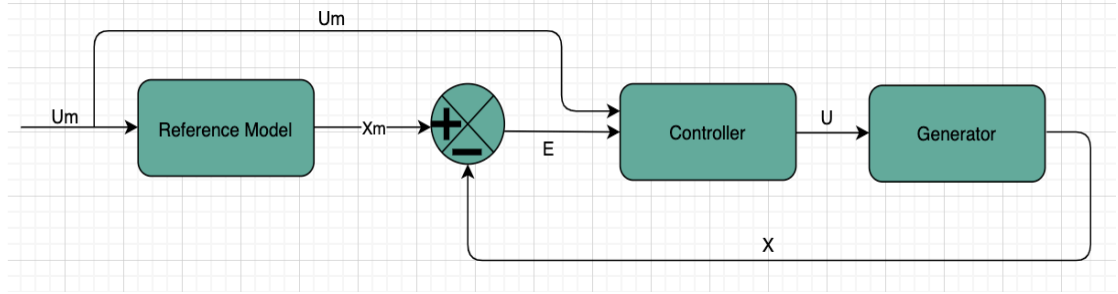 Um
Um
Reference Model
Xm
E
Controller
U
Generator
X